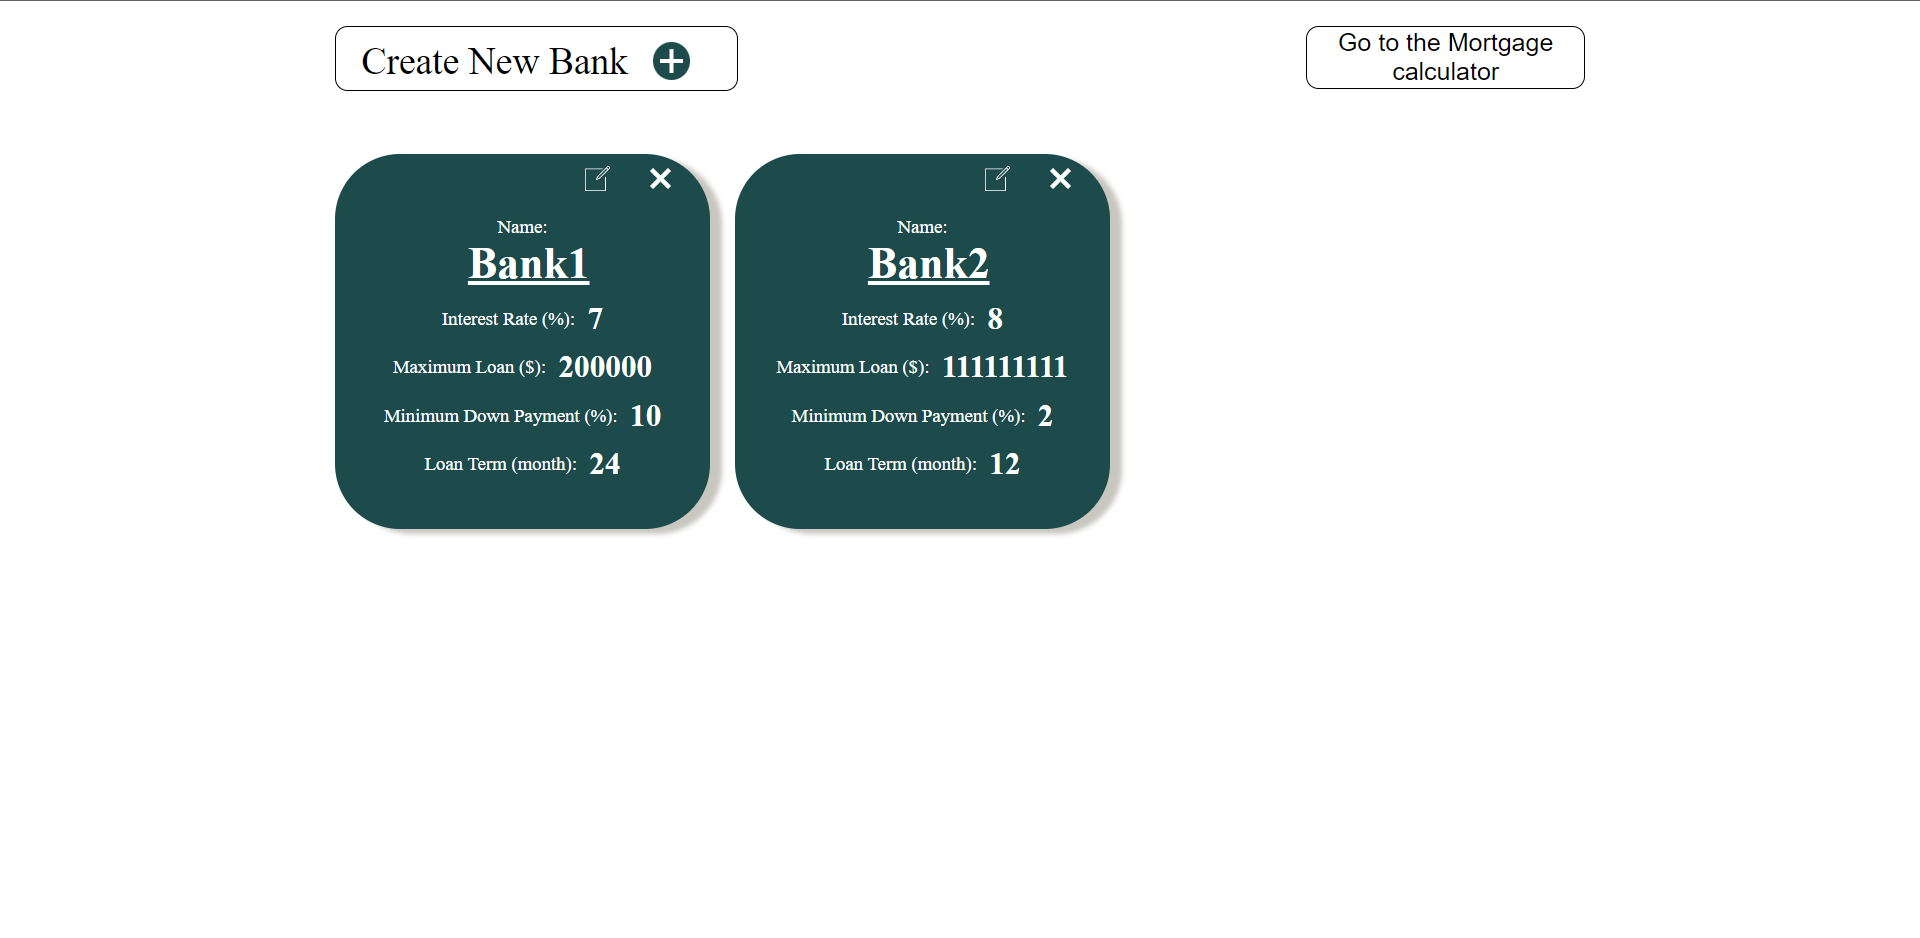 Create New Bank
Go to the Mortgage
calculator
Name:
Bank1
Interest Rate (%): 7
Maximum Loan ($): 200000
Minimum Down Payment (%): 10
Loan Term (month): 24
Name:
Bank2
Interest Rate (%): 8
Maximum Loan ($): 111111111
Minimum Down Payment (%): 2
Loan Term (month): 12